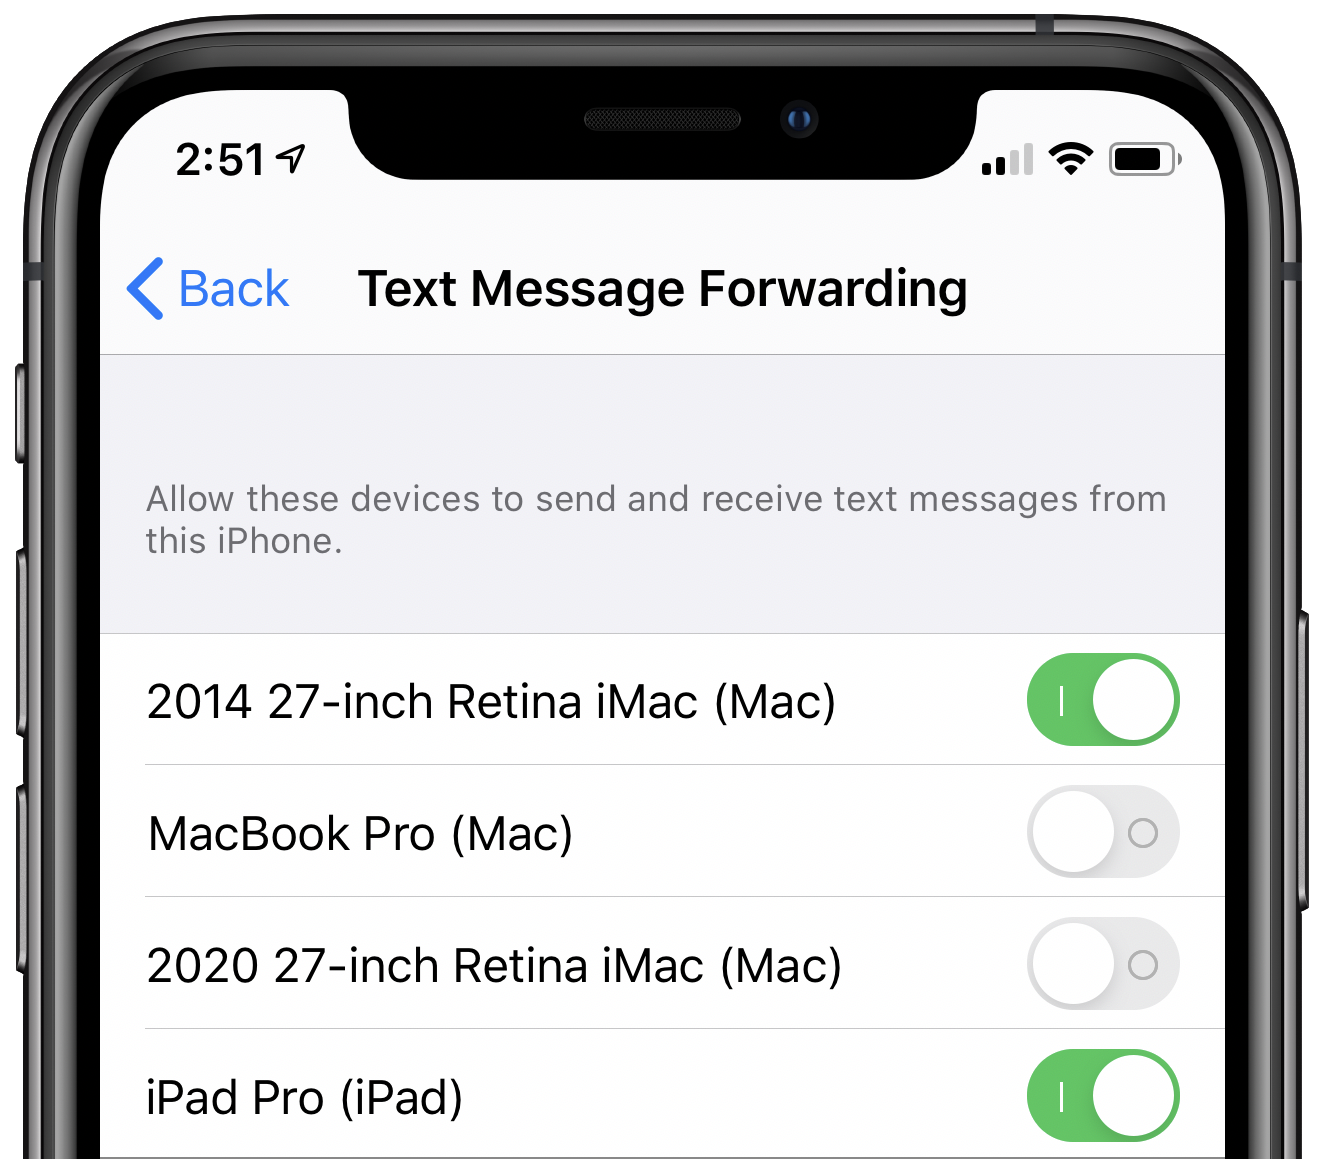 2:51
Back
Text Message Forwarding
Allow these devices to send and receive text messages from
this iPhone.
2014 27-inch Retina iMac (Mac)
MacBook Pro (Mac)
2020 27-inch Retina iMac (Mac)
iPad Pro (iPad)